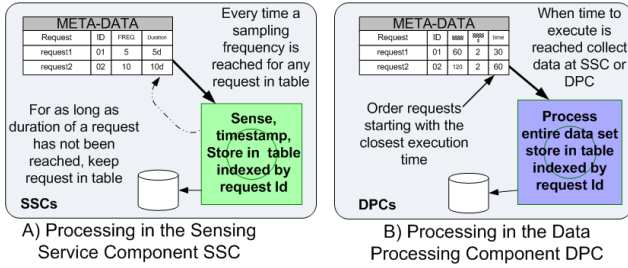 META-DATA
Request ID FREQ Duration
request1 01 5 5d
request2 02 10 10d
Every time a
sampling
frequency is
reached for any
request in table
For as long as
duration of a request
has not been
reached, keep
request in table
Sense,
timestamp,
Store in table
indexed by
request Id
SSCs
A) Processing in the Sensing
Service Component SSC
META-DATA
Request ID time
request1 01 60 2 30
request2 02 120 2 60
When time to
execute is
reached collect
data at SSC or
DPC
Order requests
starting with the
closest execution
time
Process
entire data set
store in table
indexed by
request Id
DPCs
B) Processing in the Data
Processing Component DPC